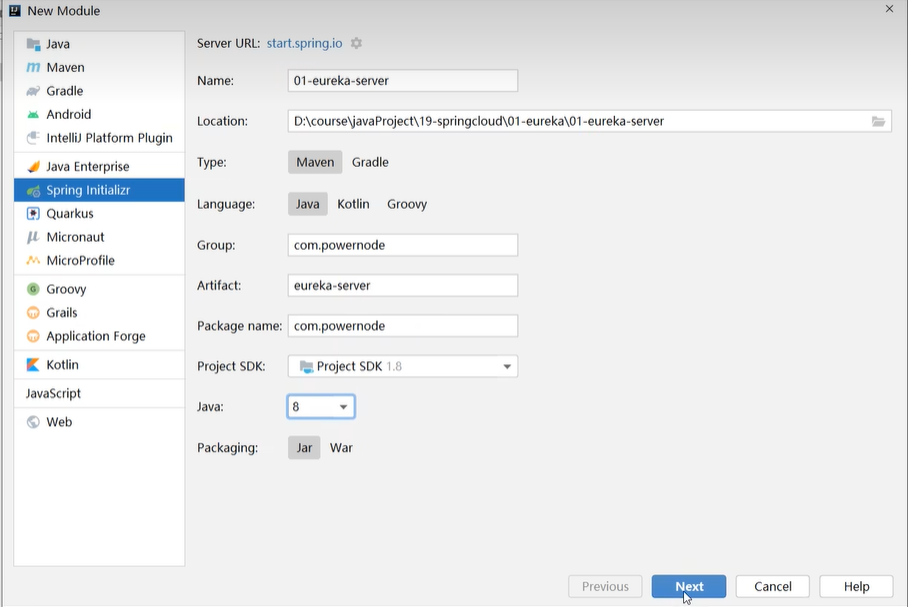 New Module
Java
Maven
Gradle
Android
IntelliJ Platform Plugin
Java Enterprise
Spring Initializr
Quarkus
Micronaut
MicroProfile
Groovy
Grails
Application Forge
Kotlin
JavaScript
Web
Server URL: start.spring.io
Name: 01-eureka-server
Location: D:\course\javaProject\19-springcloud\01-eureka\01-eureka-server
Type: Maven Gradle
Language: Java Kotlin Groovy
Group: com.powernode
Artifact: eureka-server
Package name: com.powernode
Project SDK: Project SDK 1.8
Java: 8
Packaging: Jar War
Previous Next Cancel Help